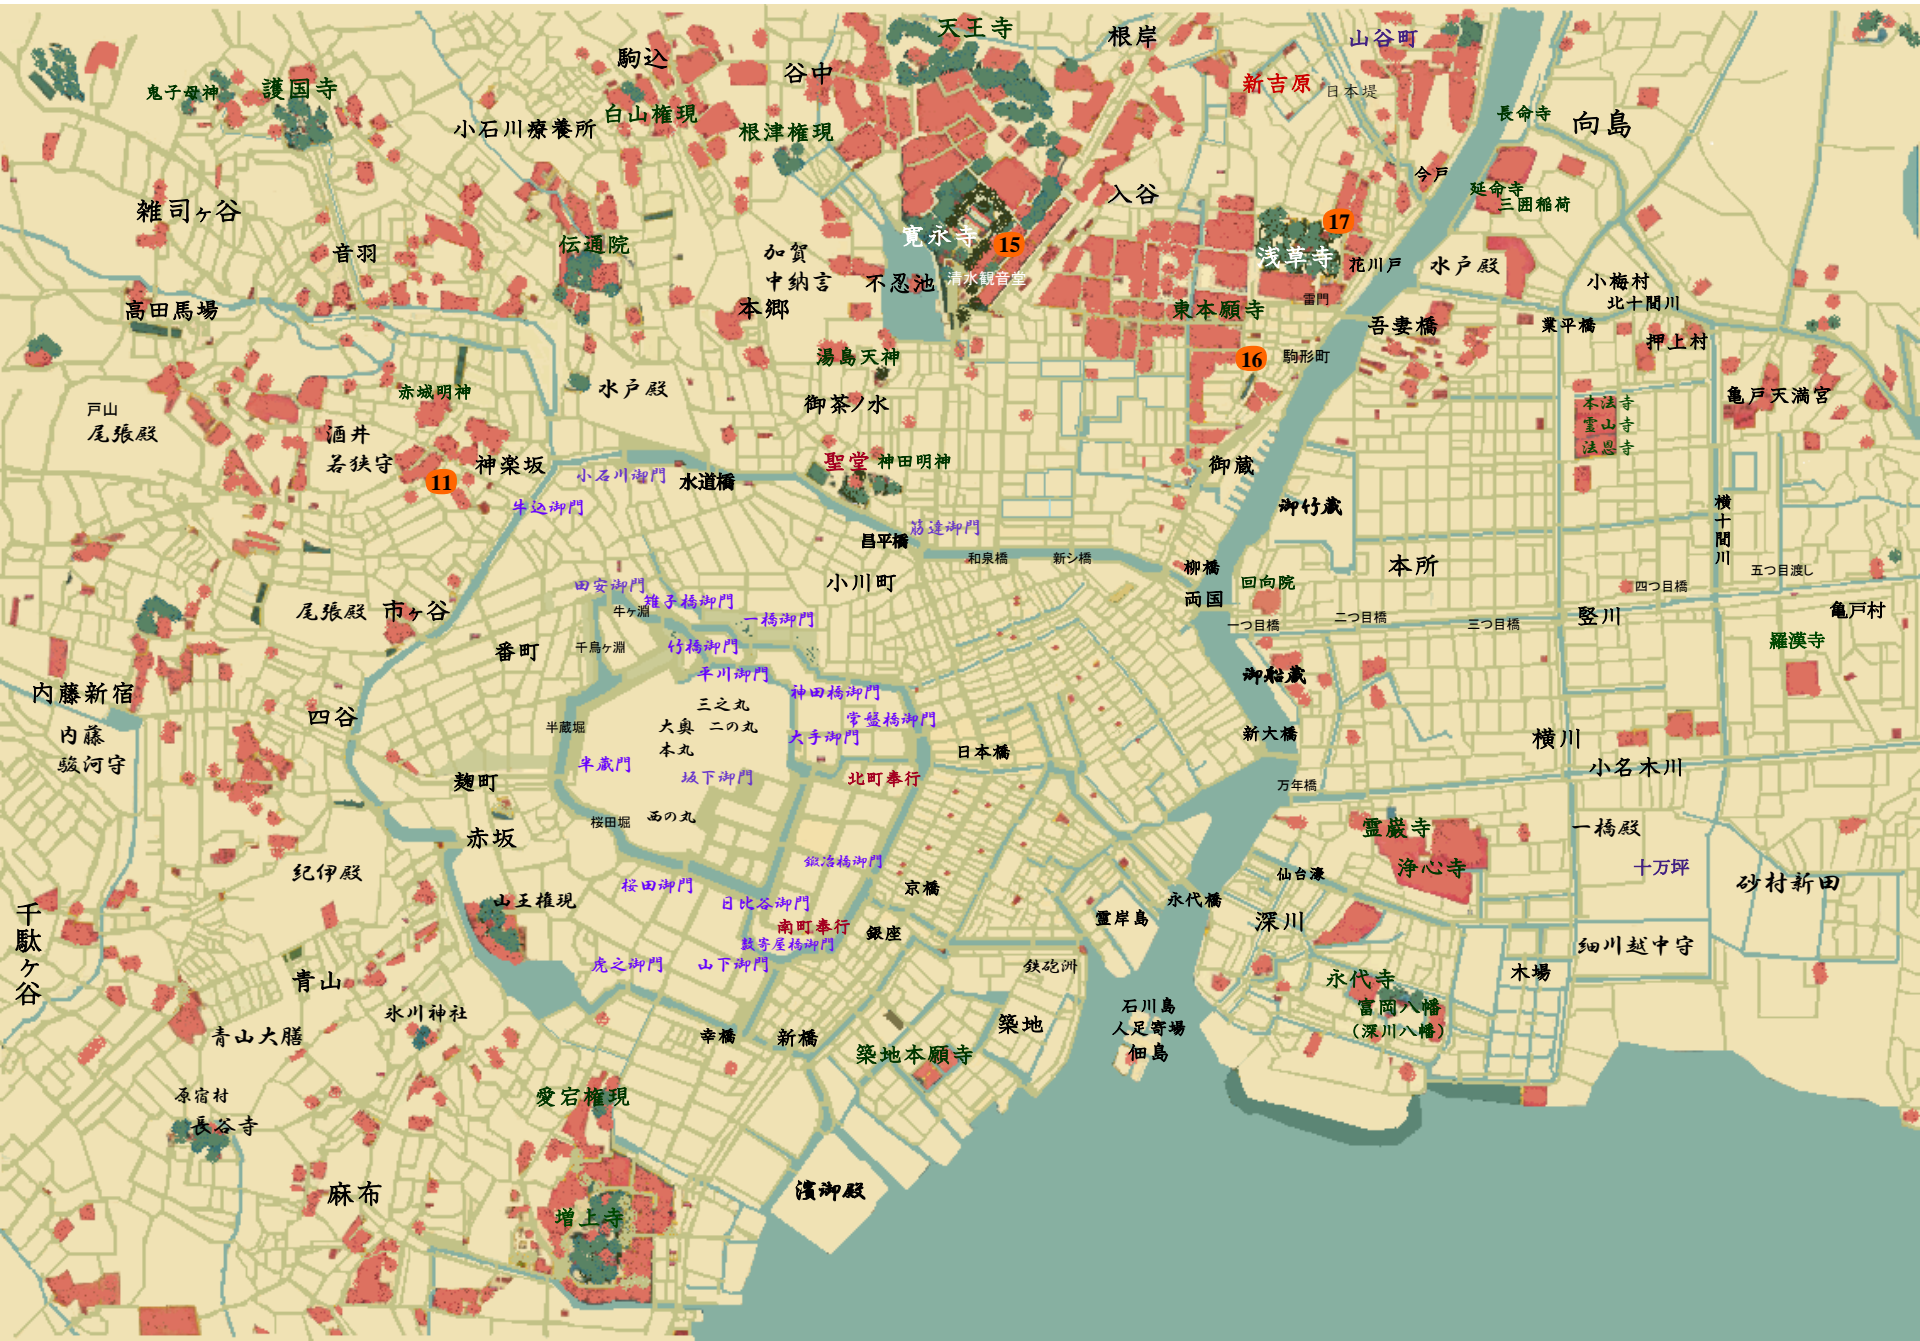 天王寺
根岸
山谷町
駒込
谷中
新吉原
日本堤
鬼子母神
護国寺
白山権現
小石川療養所
根津権現
長命寺
向島
今戸
入谷
延命寺
三囲稲荷
雑司ヶ谷
17
寛永寺
15
伝通院
音羽
加賀
中納言
浅草寺
花川戸
水戸殿
清水観音堂
不忍池
小梅村
北十間川
雷門
高田馬場
本郷
東本願寺
吾妻橋
業平橋
押上村
湯島天神
16
駒形町
赤城明神
水戸殿
御茶ノ水
亀戸天満宮
本法寺
霊山寺
法恩寺
戸山
尾張殿
酒井
若狭守
神楽坂
11
聖堂
神田明神
御蔵
小石川御門
水道橋
牛込御門
御竹蔵
横十間川
筋違御門
昌平橋
和泉橋
新シ橋
柳橋
本所
五つ目渡し
小川町
回向院
四つ目橋
田安御門
雉子橋御門
両国
尾張殿
市ヶ谷
牛ヶ淵
一橋御門
一つ目橋
二つ目橋
三つ目橋
竪川
亀戸村
番町
千鳥ヶ淵
竹橋御門
羅漢寺
平川御門
御船蔵
内藤新宿
神田橋御門
三之丸
四谷
常盤橋御門
半蔵堀
大奥
二の丸
大手御門
内藤
駿河守
本丸
新大橋
横川
日本橋
半蔵門
坂下御門
北町奉行
小名木川
麹町
万年橋
桜田堀
西の丸
霊巌寺
一橋殿
赤坂
浄心寺
十万坪
紀伊殿
鍛冶橋御門
仙台濠
砂村新田
桜田御門
京橋
山王権現
日比谷御門
永代橋
千駄ヶ谷
霊岸島
深川
南町奉行
銀座
数寄屋橋御門
細川越中守
虎之御門
山下御門
鉄砲洲
木場
青山
永代寺
氷川神社
石川島
人足寄場
佃島
富岡八幡
(深川八幡)
築地
青山大膳
幸橋
新橋
築地本願寺
原宿村
長谷寺
愛宕権現
麻布
濱御殿
増上寺